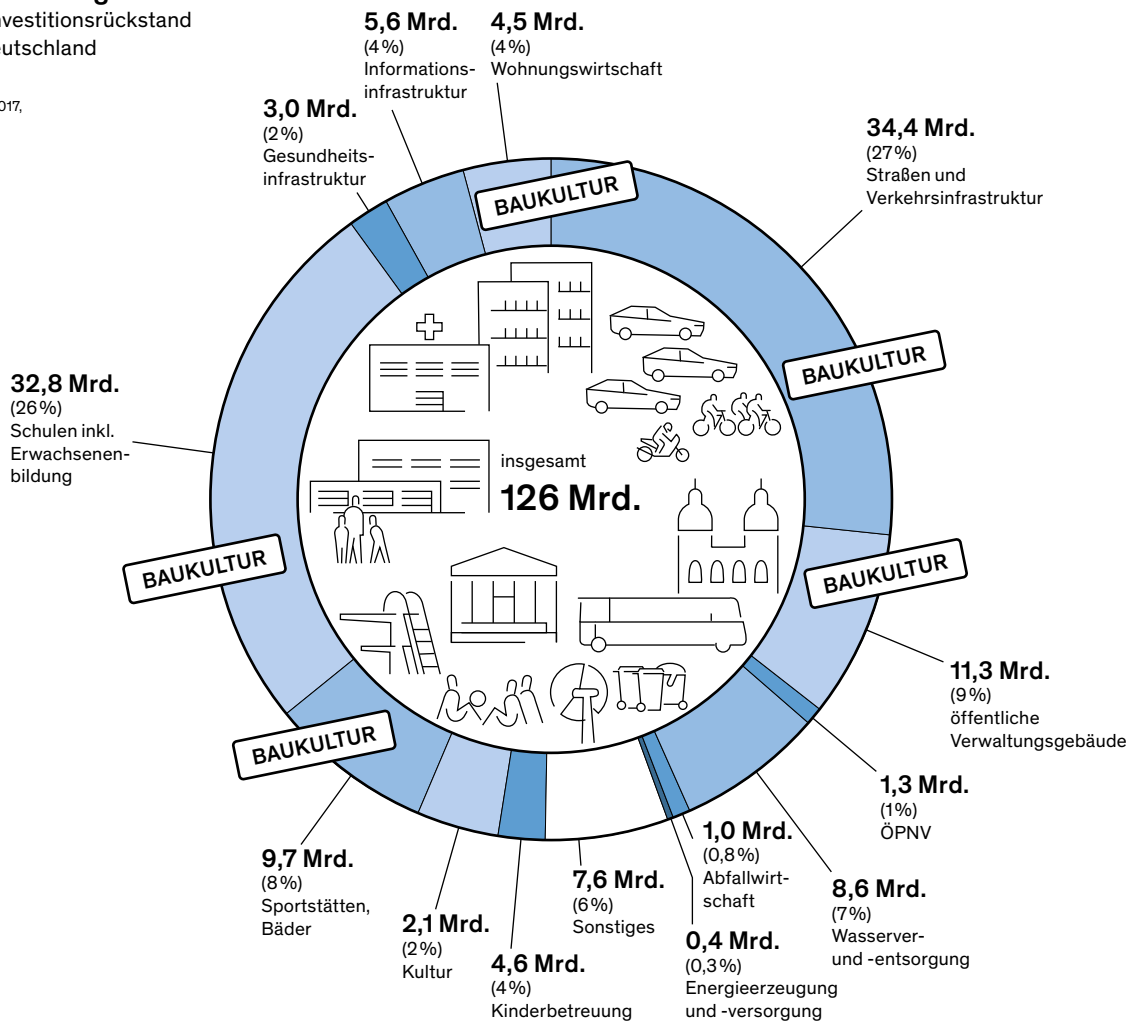 nvestitionsrückstand
eutschland
017,
5,6 Mrd.
(4 %)
Informations-
infrastruktur
4,5 Mrd.
(4 %)
Wohnungswirtschaft
3,0 Mrd.
(2 %)
Gesundheits-
infrastruktur
34,4 Mrd.
(27 %)
Straßen und
Verkehrsinfrastruktur
BAUKULTUR
BAUKULTUR
32,8 Mrd.
(26 %)
Schulen inkl.
Erwachsenen-
bildung
insgesamt
126 Mrd.
BAUKULTUR
BAUKULTUR
BAUKULTUR
11,3 Mrd.
(9 %)
öffentliche
Verwaltungsgebäude
1,3 Mrd.
(1 %)
ÖPNV
8,6 Mrd.
(7 %)
Wasserver-
und -entsorgung
1,0 Mrd.
(0,8 %)
Abfallwirt-
schaft
0,4 Mrd.
(0,3 %)
Energieerzeugung
und -versorgung
7,6 Mrd.
(6 %)
Sonstiges
4,6 Mrd.
(4 %)
Kinderbetreuung
2,1 Mrd.
(2 %)
Kultur
9,7 Mrd.
(8 %)
Sportstätten,
Bäder